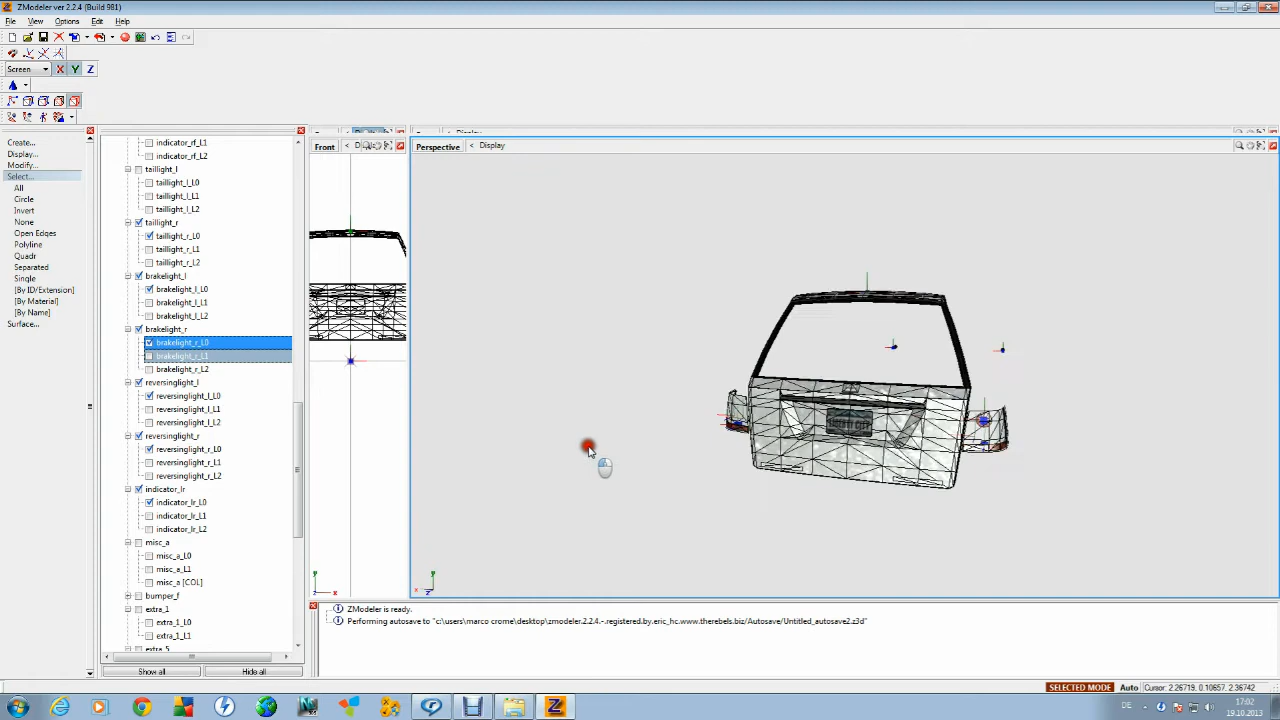 ZModeler ver 2.2.4 (Build 981)
File View Options Edit Help
Screen X Y Z
Create...
Display...
Modify...
Select...
All
Circle
Invert
None
Open Edges
Polyline
Quadr
Separated
Single
[By ID/Extension]
[By Material]
[By Name]
Surface...
indicator_rf_L1
indicator_rf_L2
taillight_l
taillight_l_L0
taillight_l_L1
taillight_l_L2
taillight_r
taillight_r_L0
taillight_r_L1
taillight_r_L2
brakelight_l
brakelight_l_L0
brakelight_l_L1
brakelight_l_L2
brakelight_r
brakelight_r_L0
brakelight_r_L1
brakelight_r_L2
reversinglight_l
reversinglight_l_L0
reversinglight_l_L1
reversinglight_l_L2
reversinglight_r
reversinglight_r_L0
reversinglight_r_L1
reversinglight_r_L2
indicator_lr
indicator_lr_L0
indicator_lr_L1
indicator_lr_L2
misc_a
misc_a_L0
misc_a_L1
misc_a [COL]
bumper_f
extra_1
extra_1_L0
extra_1_L1
extra_5
Show all Hide all
Front
Perspective < Display
ZModeler is ready.
Performing autosave to "c:\users\marco crome\desktop\zmodeler.2.2.4.-.registered.by.eric_hc.www.therebels.biz/Autosave/Untitled_autosave2.z3d"
SELECTED MODE Auto Cursor: 2.26719, 0.10657, 2.36742
DE 17:02
19.10.2013